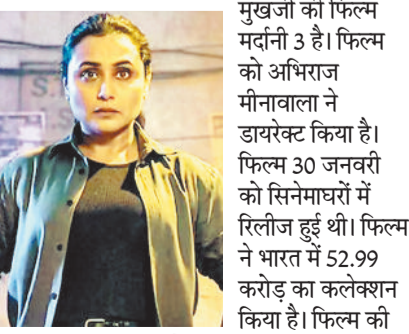 मुखर्जी की फिल्म
मर्दानी 3 है। फिल्म
को अभिराज
मीनावाला ने
डायरेक्ट किया है।
फिल्म 30 जनवरी
को सिनेमाघरों में
रिलीज हुई थी। फिल्म
ने भारत में 52.99
करोड़ का कलेक्शन
किया है। फिल्म की